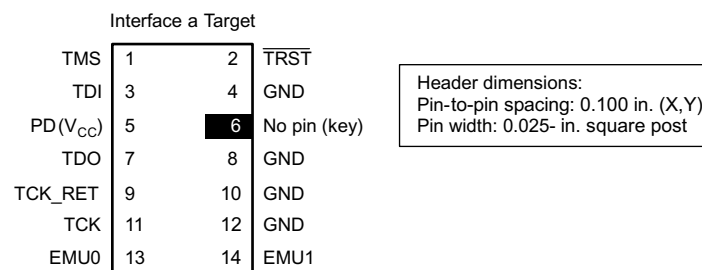 Interface a Target
TMS 1 2 TRST
TDI 3 4 GND
PD(VCC) 5 6 No pin (key)
TDO 7 8 GND
TCK_RET 9 10 GND
TCK 11 12 GND
EMU0 13 14 EMU1
Header dimensions:
Pin-to-pin spacing: 0.100 in. (X,Y)
Pin width: 0.025- in. square post